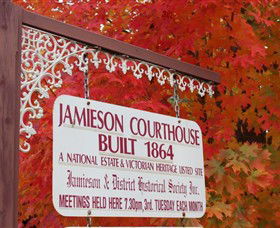 JAMIESON COURTHOUSE
BUILT 1864
A NATIONAL ESTATE & VICTORIAN HERITAGE LISTED SITE
Jamieson & District Historical Society Inc.
MEETINGS HELD HERE 7.30pm, 3rd. TUESDAY EACH MONTH